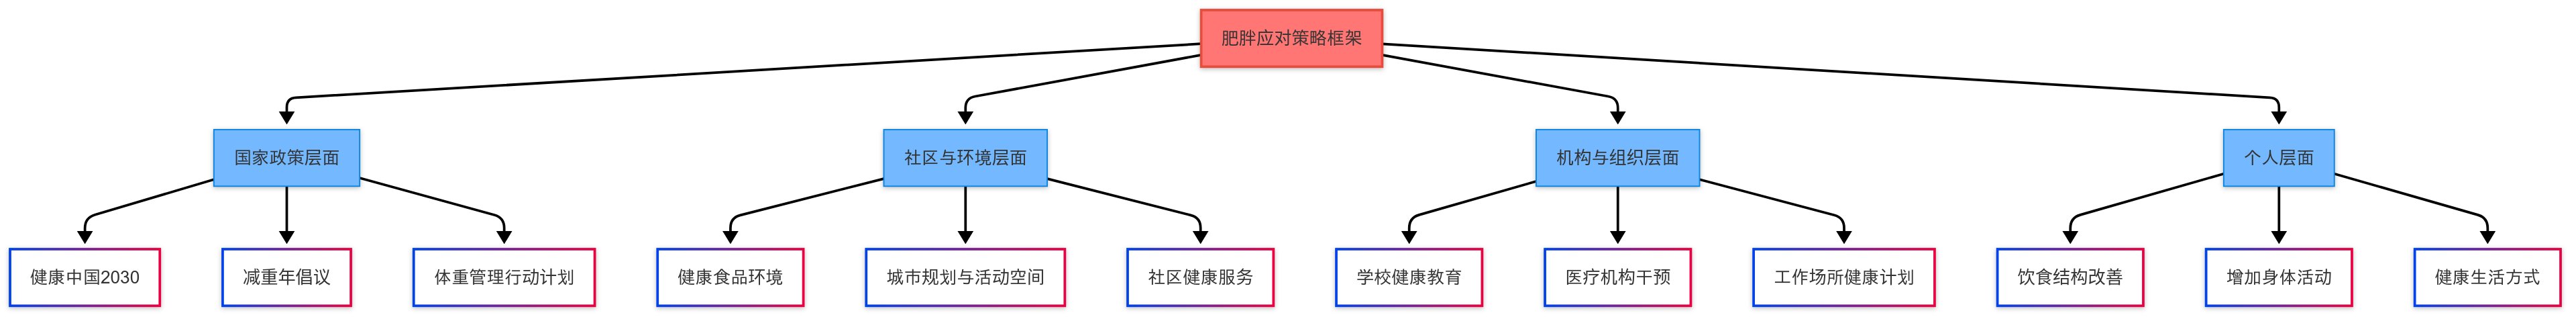 肥胖应对策略框架
国家政策层面
社区与环境层面
机构与组织层面
个人层面
健康中国2030
减重年倡议
体重管理行动计划
健康食品环境
城市规划与活动空间
社区健康服务
学校健康教育
医疗机构干预
工作场所健康计划
饮食结构改善
增加身体活动
健康生活方式